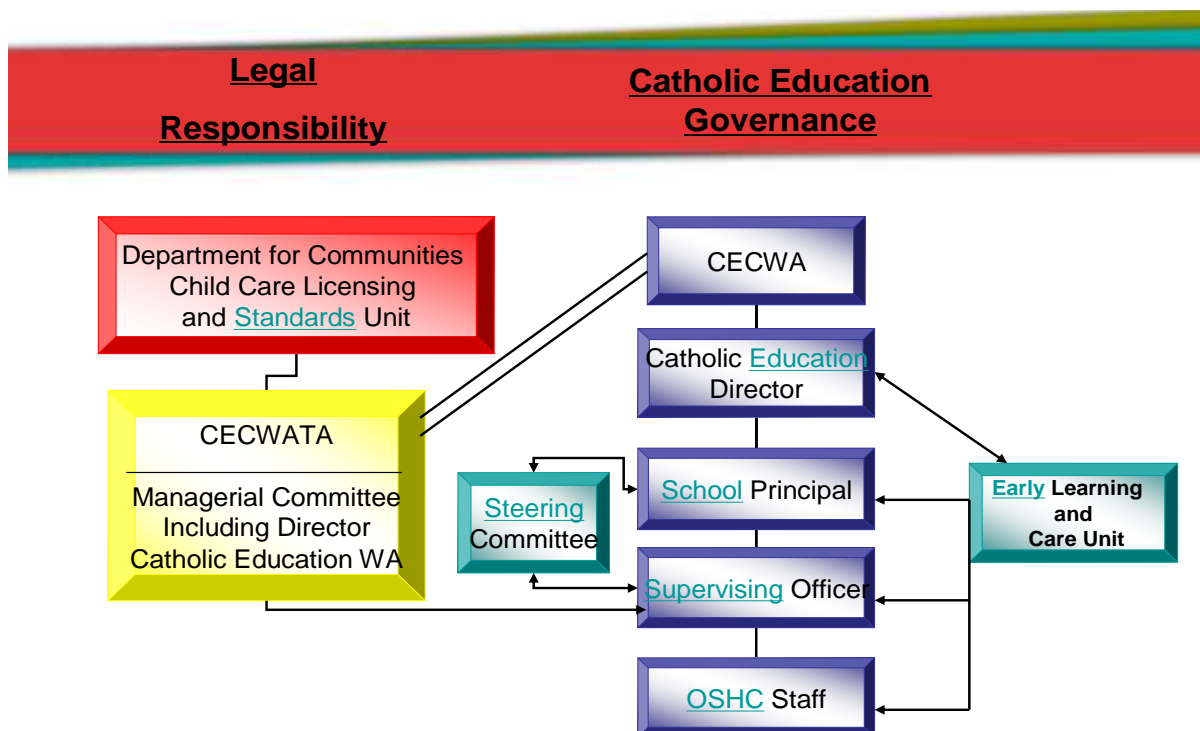 Legal
Responsibility
Catholic Education
Governance
Department for Communities
Child Care Licensing
and Standards Unit
CECWATA
Managerial Committee
Including Director
Catholic Education WA
CECWA
Catholic Education
Director
School Principal
Steering
Committee
Supervising Officer
OSHC Staff
Early Learning
and
Care Unit